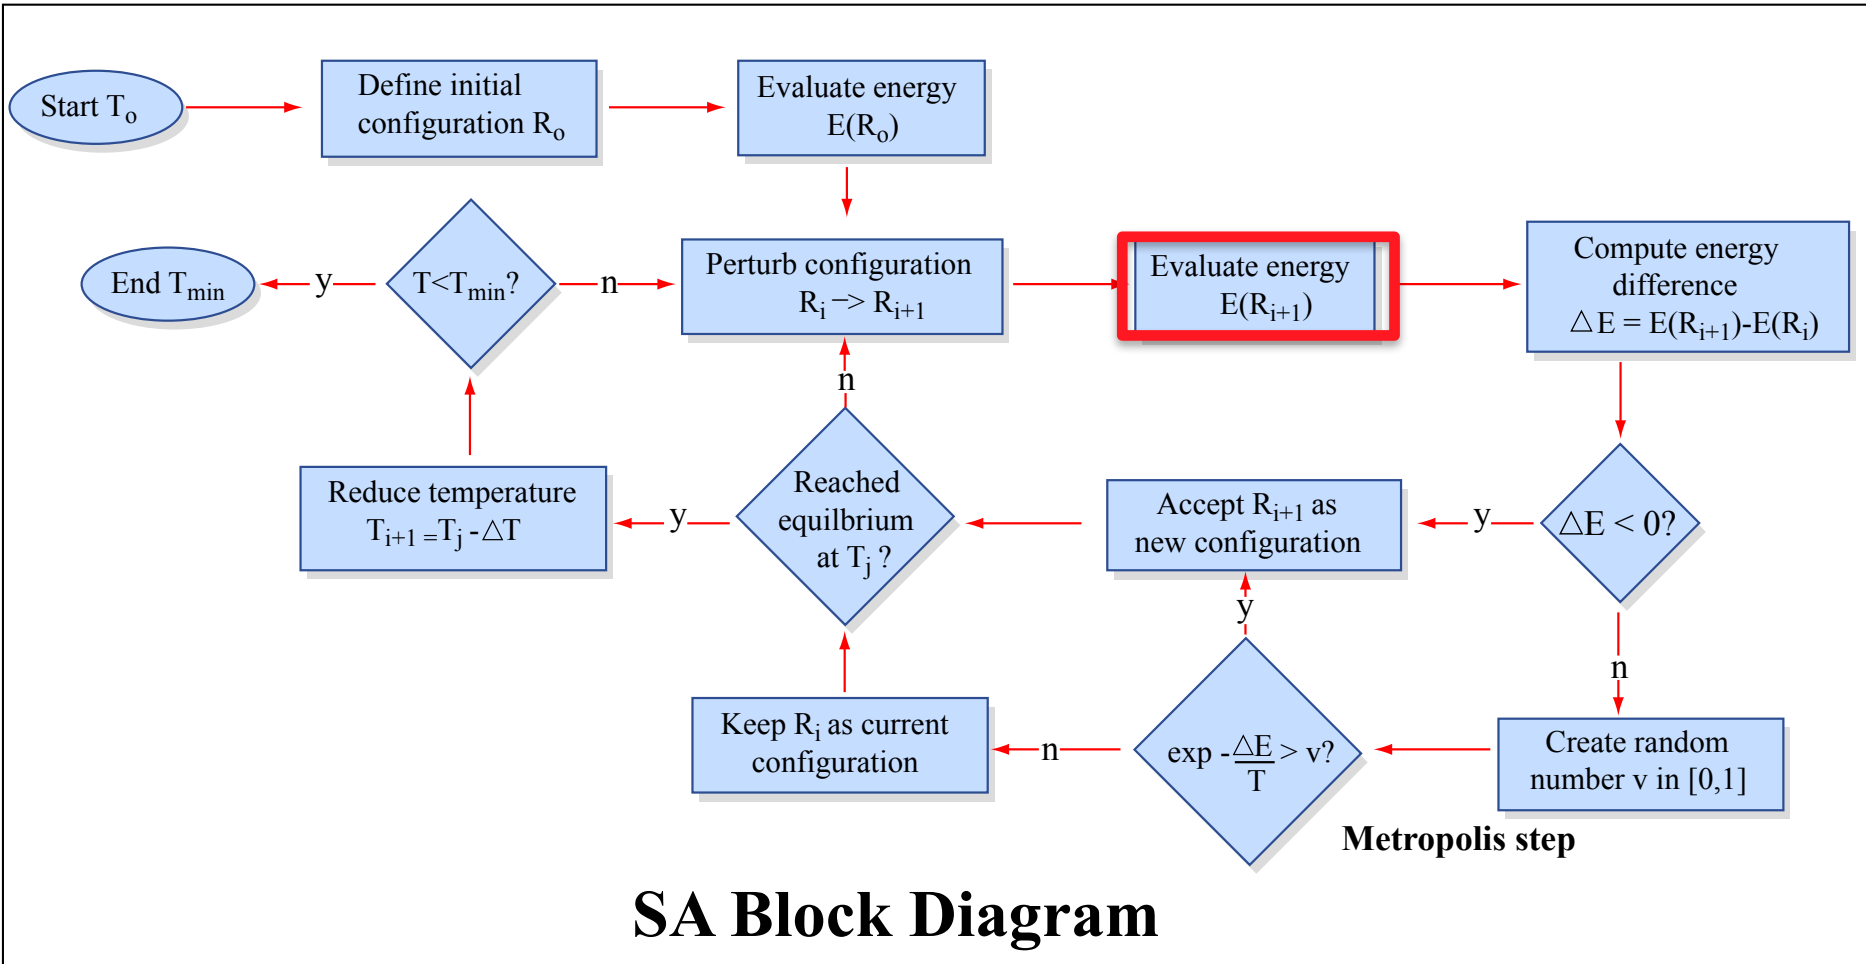 Start Tₒ
Define initial
configuration Rₒ
Evaluate energy
E(Rₒ)
End Tmin
y
T<Tmin?
n
Perturb configuration
Rᵢ –> Rᵢ₊₁
Evaluate energy
E(Rᵢ₊₁)
Compute energy
difference
△E = E(Rᵢ₊₁)-E(Rᵢ)
n
Reduce temperature
Tᵢ₊₁ =Tⱼ -△T
y
Reached
equilbrium
at Tⱼ ?
Accept Rᵢ₊₁ as
new configuration
y
△E < 0?
y
n
Keep Rᵢ as current
configuration
n
exp -△E/T > v?
Create random
number v in [0,1]
Metropolis step
SA Block Diagram